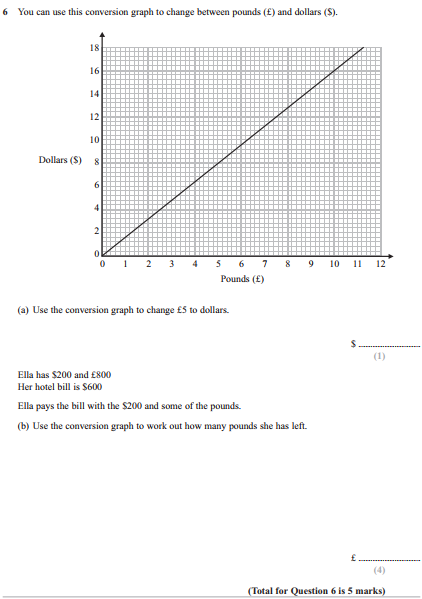 6 You can use this conversion graph to change between pounds (£) and dollars ($).
18
16
14
12
10
Dollars ($) 8
6
4
2
0
0 1 2 3 4 5 6 7 8 9 10 11 12
Pounds (£)
(a) Use the conversion graph to change £5 to dollars.
$ ..............................
(1)
Ella has $200 and £800
Her hotel bill is $600
Ella pays the bill with the $200 and some of the pounds.
(b) Use the conversion graph to work out how many pounds she has left.
£ ..............................
(4)
(Total for Question 6 is 5 marks)